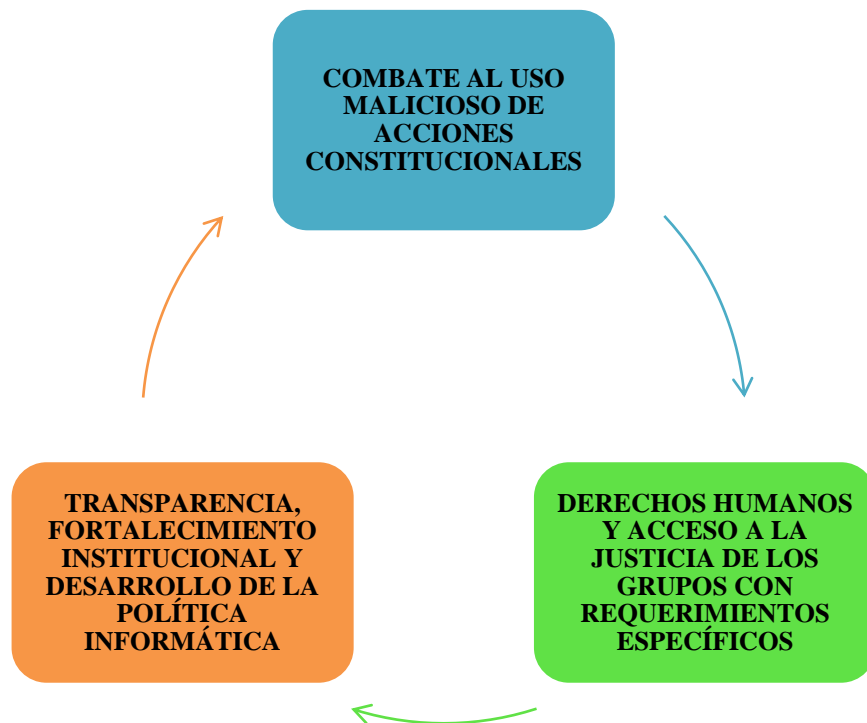 COMBATE AL USO
MALICIOSO DE
ACCIONES
CONSTITUCIONALES
DERECHOS HUMANOS
Y ACCESO A LA
JUSTICIA DE LOS
GRUPOS CON
REQUERIMIENTOS
ESPECÍFICOS
TRANSPARENCIA,
FORTALECIMIENTO
INSTITUCIONAL Y
DESARROLLO DE LA
POLÍTICA
INFORMÁTICA